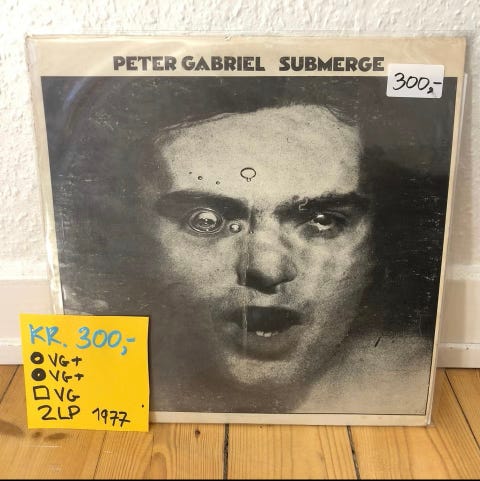 PETER GABRIEL SUBMERGE
300,-
KR. 300,-
VG+
VG+
VG
2LP 1977